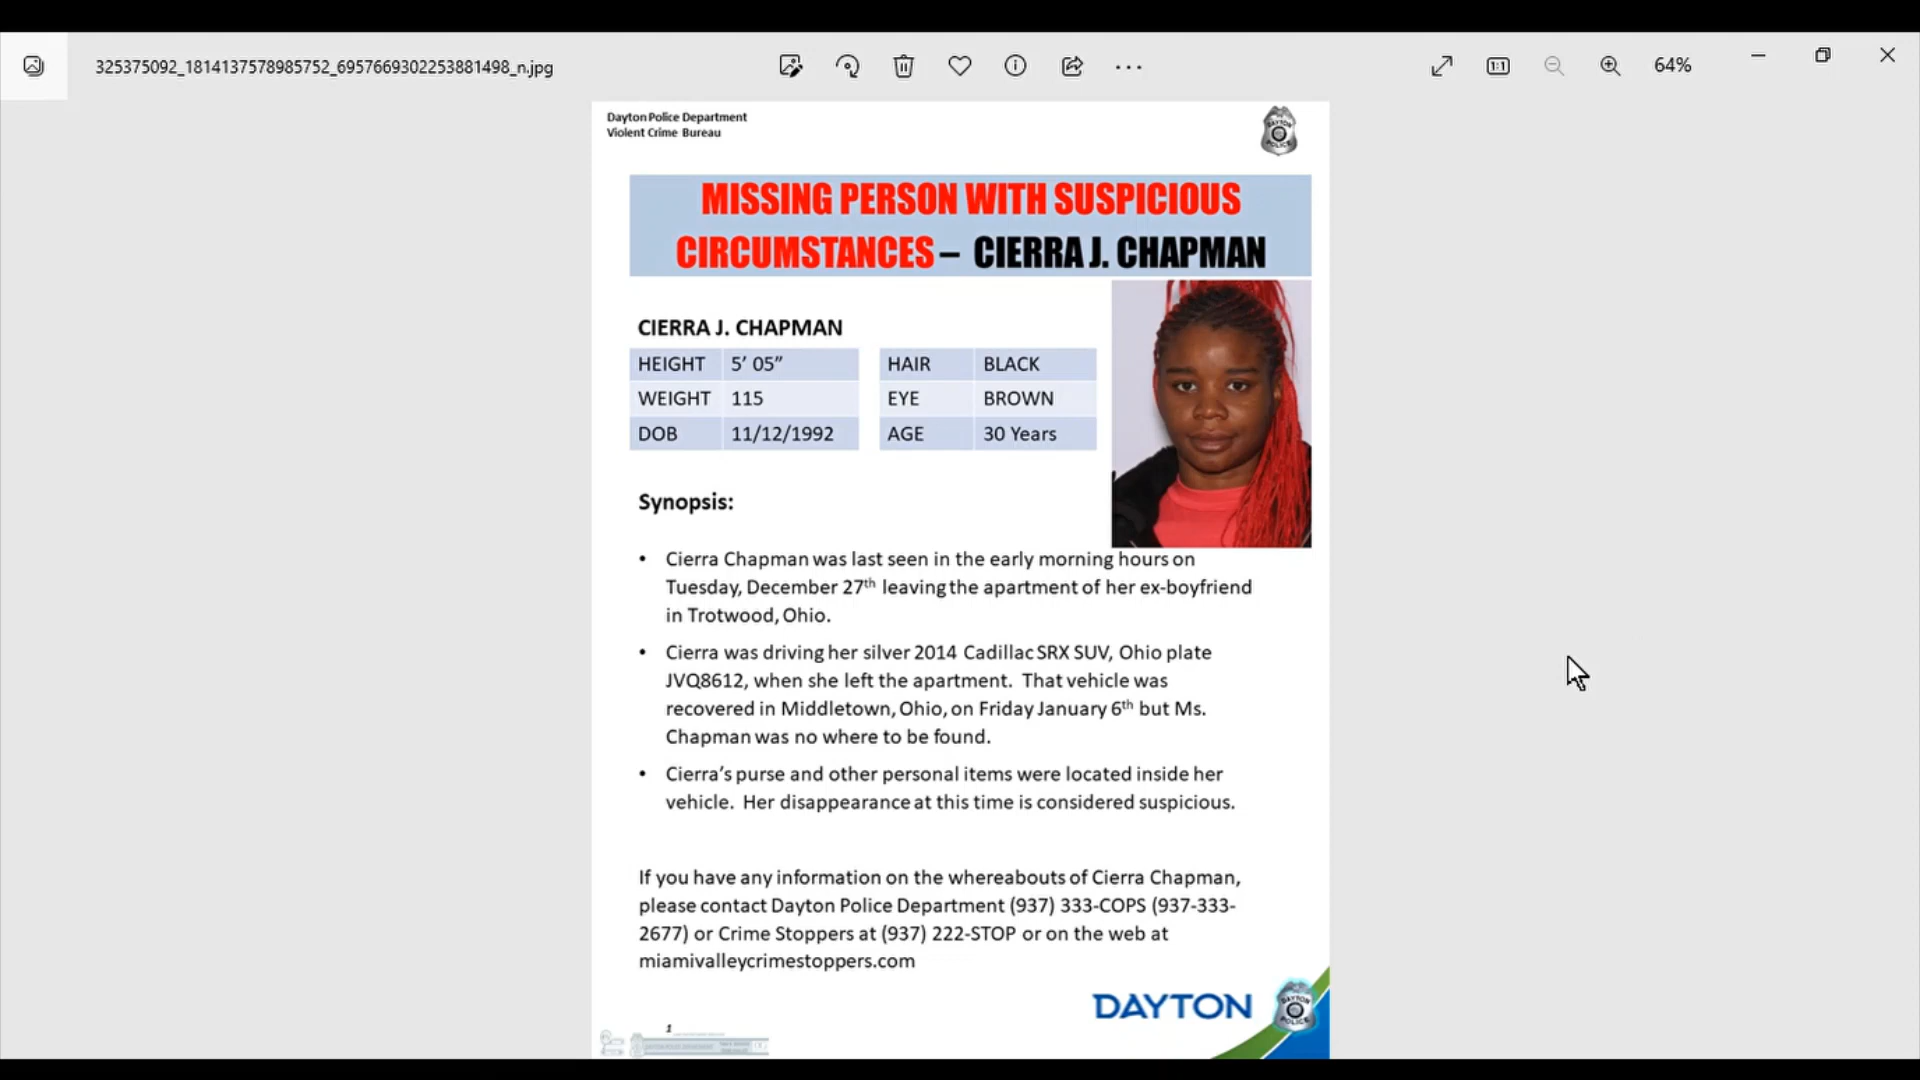 325375092_1814137578985752_6957669302253881498_n.jpg
64%
Dayton Police Department
Violent Crime Bureau
DAYTON
POLICE
MISSING PERSON WITH SUSPICIOUS
CIRCUMSTANCES – CIERRA J. CHAPMAN
CIERRA J. CHAPMAN
HEIGHT 5’ 05” HAIR BLACK
WEIGHT 115 EYE BROWN
DOB 11/12/1992 AGE 30 Years
Synopsis:
• Cierra Chapman was last seen in the early morning hours on
Tuesday, December 27th leaving the apartment of her ex-boyfriend
in Trotwood, Ohio.
• Cierra was driving her silver 2014 Cadillac SRX SUV, Ohio plate
JVQ8612, when she left the apartment. That vehicle was
recovered in Middletown, Ohio, on Friday January 6th but Ms.
Chapman was no where to be found.
• Cierra’s purse and other personal items were located inside her
vehicle. Her disappearance at this time is considered suspicious.
If you have any information on the whereabouts of Cierra Chapman,
please contact Dayton Police Department (937) 333-COPS (937-333-
2677) or Crime Stoppers at (937) 222-STOP or on the web at
miamivalleycrimestoppers.com
DAYTON
DAYTON
POLICE
1